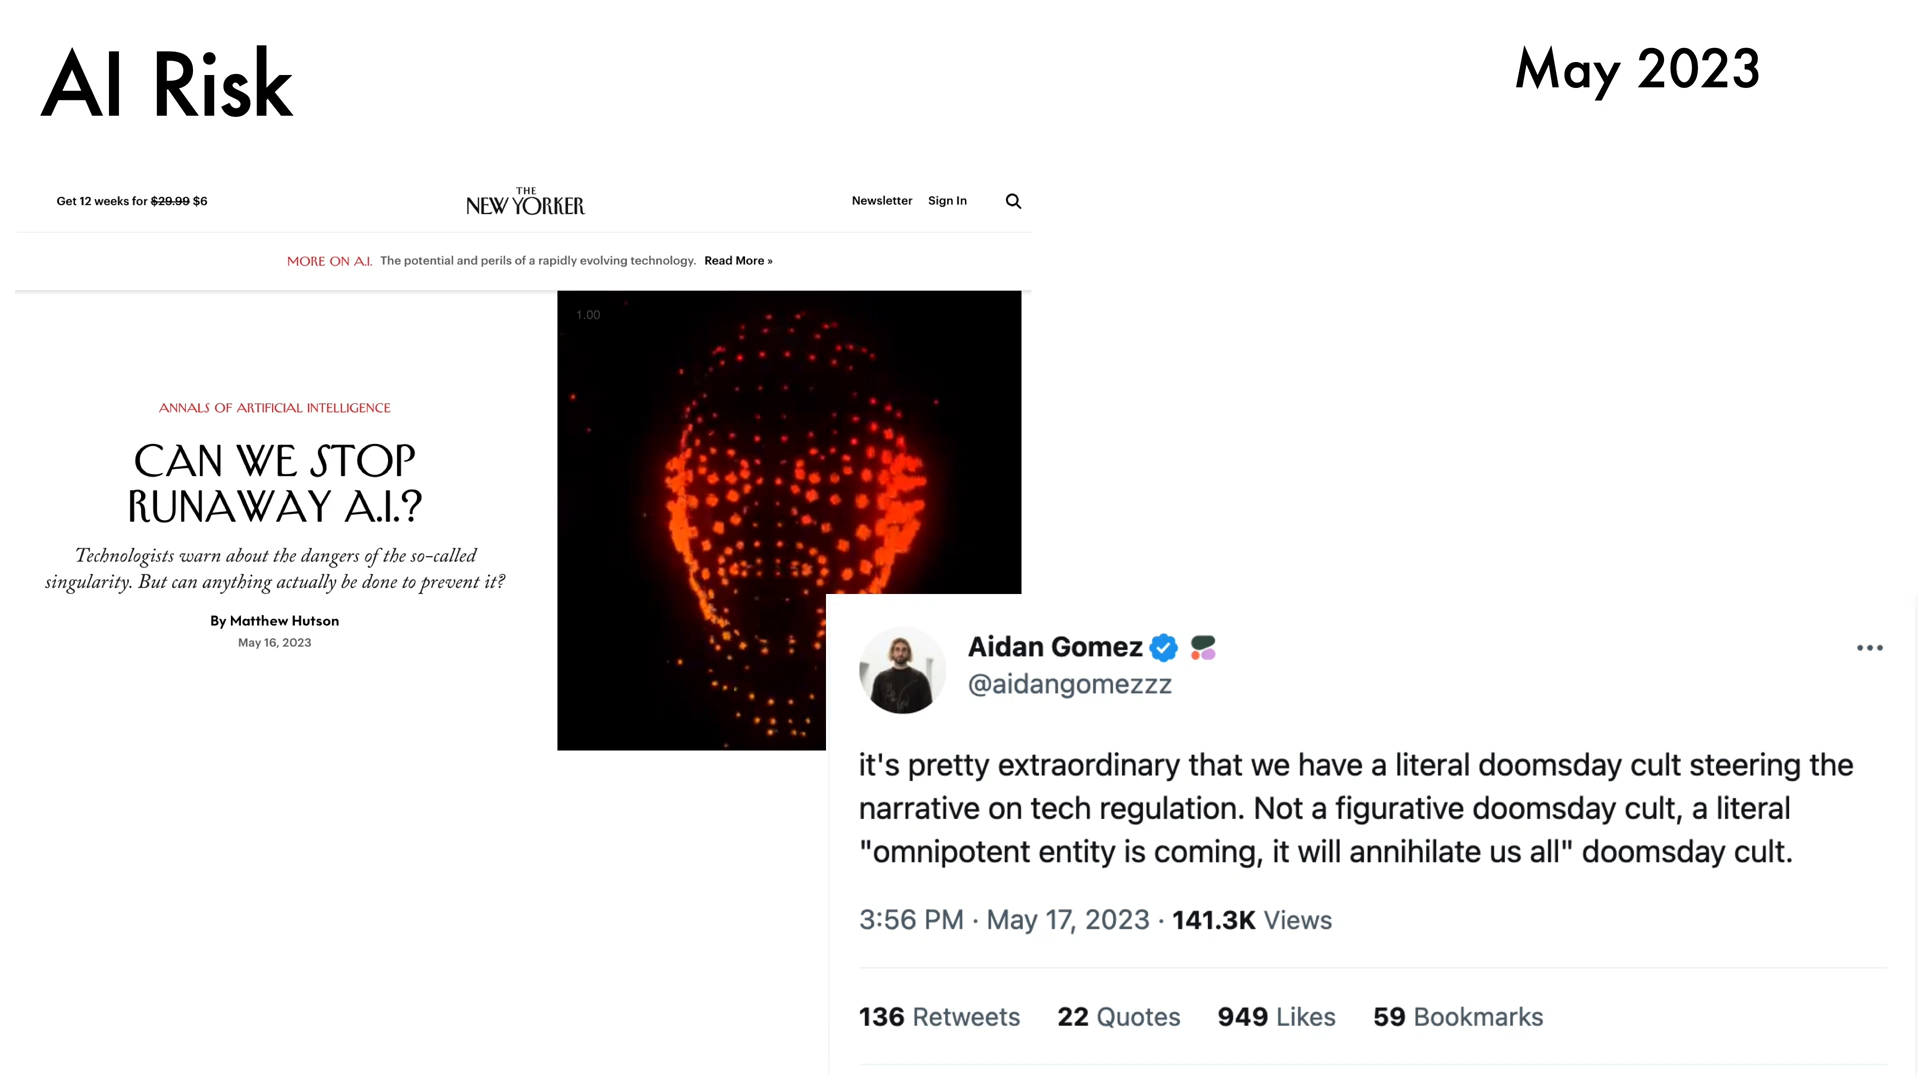 AI Risk
May 2023
Get 12 weeks for $29.99 $6
THE
NEW YORKER
Newsletter Sign In
MORE ON A.I. The potential and perils of a rapidly evolving technology. Read More »
1.00
ANNALS OF ARTIFICIAL INTELLIGENCE
CAN WE STOP
RUNAWAY A.I.?
Technologists warn about the dangers of the so-called
singularity. But can anything actually be done to prevent it?
By Matthew Hutson
May 16, 2023
Aidan Gomez
@aidangomezzz
it's pretty extraordinary that we have a literal doomsday cult steering the
narrative on tech regulation. Not a figurative doomsday cult, a literal
"omnipotent entity is coming, it will annihilate us all" doomsday cult.
3:56 PM · May 17, 2023 · 141.3K Views
136 Retweets 22 Quotes 949 Likes 59 Bookmarks